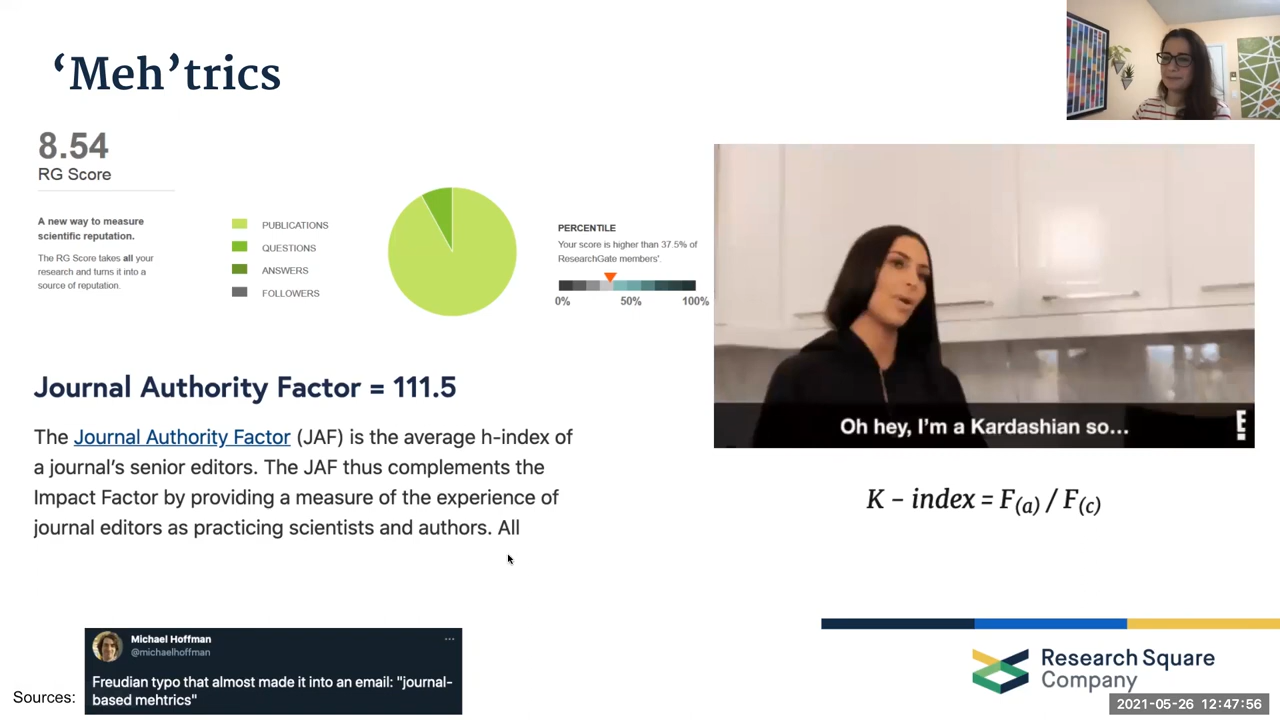 ‘Meh’trics
8.54
RG Score
A new way to measure
scientific reputation.
The RG Score takes all your
research and turns it into a
source of reputation.
PUBLICATIONS
QUESTIONS
ANSWERS
FOLLOWERS
PERCENTILE
Your score is higher than 37.5% of
ResearchGate members'.
0% 50% 100%
Oh hey, I'm a Kardashian so...
E!
K – index = F(a) / F(c)
Journal Authority Factor = 111.5
The Journal Authority Factor (JAF) is the average h-index of
a journal’s senior editors. The JAF thus complements the
Impact Factor by providing a measure of the experience of
journal editors as practicing scientists and authors. All
Sources:
Michael Hoffman
@michaelhoffman
Freudian typo that almost made it into an email: "journal-
based mehtrics"
Research Square
Company
2021-05-26 12:47:56